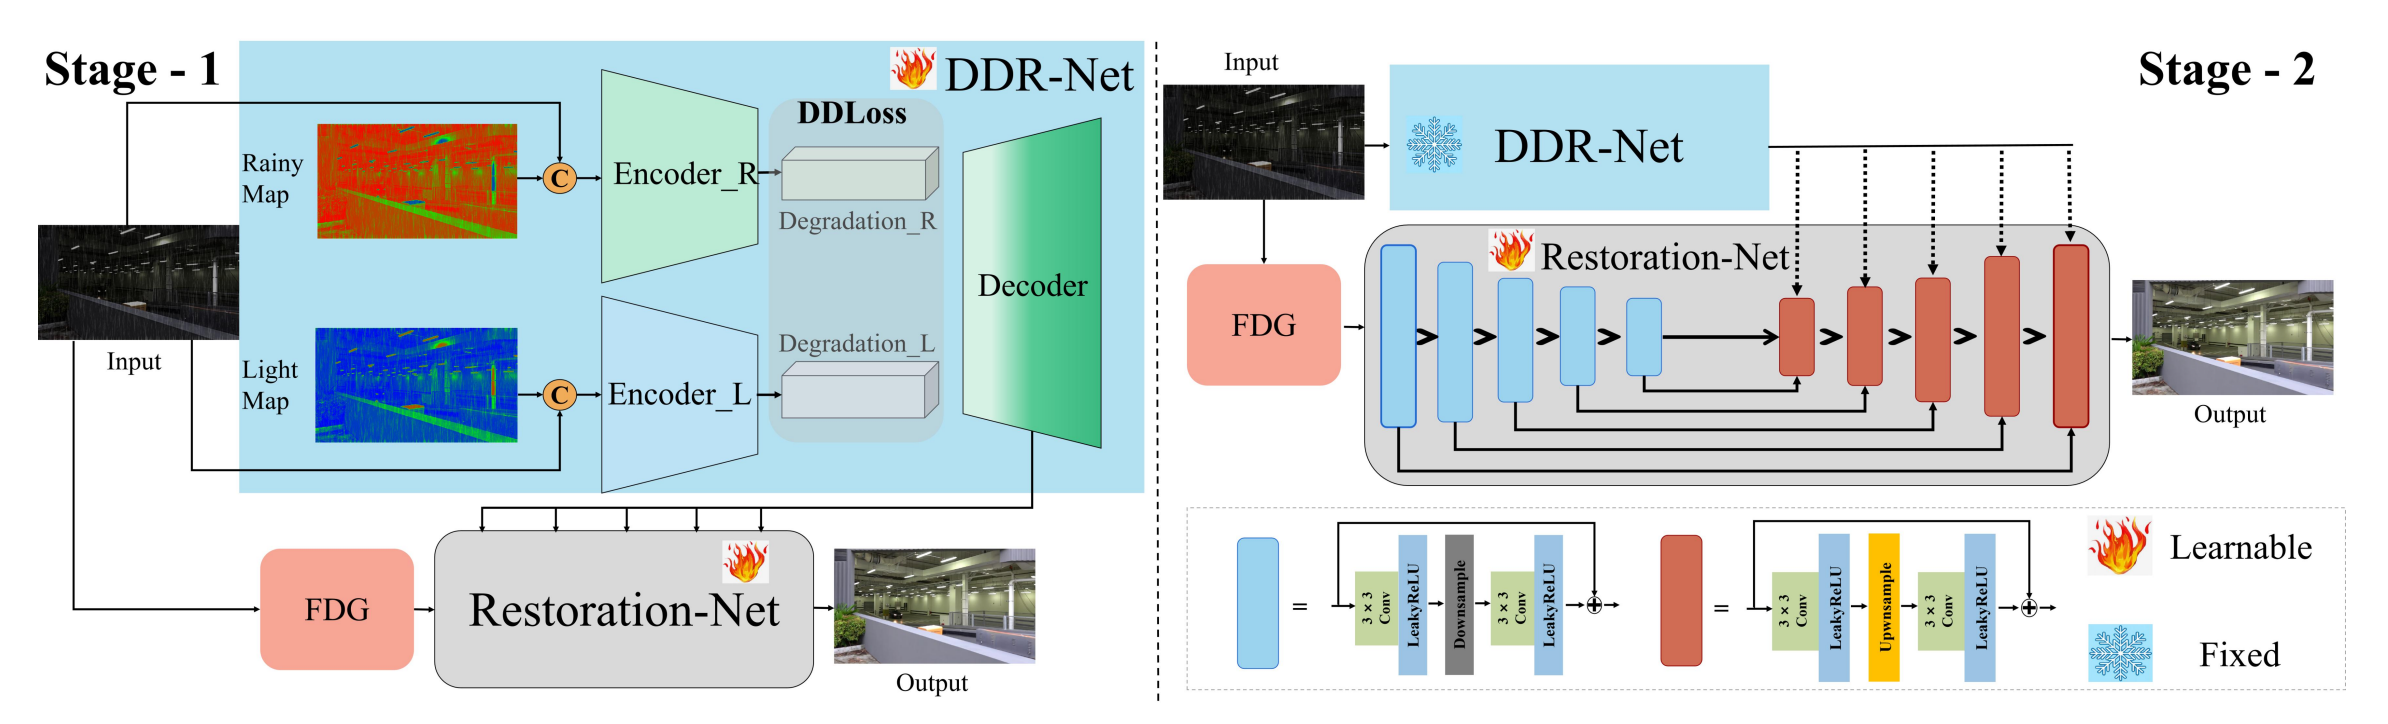 Stage - 1
DDR-Net
DDLoss
Rainy
Map
C
Encoder_R
Degradation_R
Decoder
Input
Degradation_L
Light
Map
C
Encoder_L
FDG
Restoration-Net
Output
Input
Stage - 2
DDR-Net
Restoration-Net
FDG
Output
=
3 × 3
Conv
LeakyReLU
Downsample
3 × 3
Conv
LeakyReLU
=
3 × 3
Conv
LeakyReLU
Upwnsample
3 × 3
Conv
LeakyReLU
Learnable
Fixed